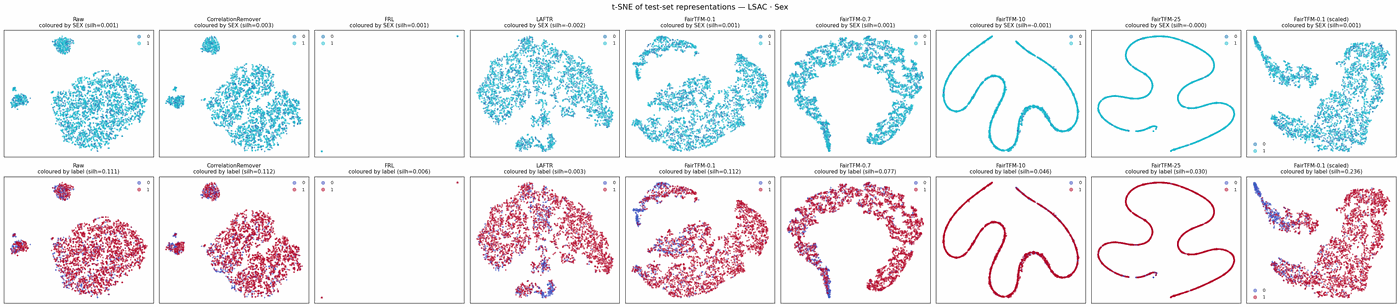 t-SNE of test-set representations — LSAC · Sex
Raw
coloured by SEX (silh=0.001)
CorrelationRemover
coloured by SEX (silh=0.003)
FRL
coloured by SEX (silh=0.001)
LAFTR
coloured by SEX (silh=-0.002)
FairTFM-0.1
coloured by SEX (silh=0.001)
FairTFM-0.7
coloured by SEX (silh=0.001)
FairTFM-10
coloured by SEX (silh=-0.001)
FairTFM-25
coloured by SEX (silh=-0.000)
FairTFM-0.1 (scaled)
coloured by SEX (silh=0.001)
0
1
0
1
0
1
0
1
0
1
0
1
0
1
0
1
0
1
Raw
coloured by label (silh=0.111)
CorrelationRemover
coloured by label (silh=0.112)
FRL
coloured by label (silh=0.006)
LAFTR
coloured by label (silh=0.003)
FairTFM-0.1
coloured by label (silh=0.112)
FairTFM-0.7
coloured by label (silh=0.077)
FairTFM-10
coloured by label (silh=0.046)
FairTFM-25
coloured by label (silh=0.030)
FairTFM-0.1 (scaled)
coloured by label (silh=0.236)
0
1
0
1
0
1
0
1
0
1
0
1
0
1
0
1
0
1